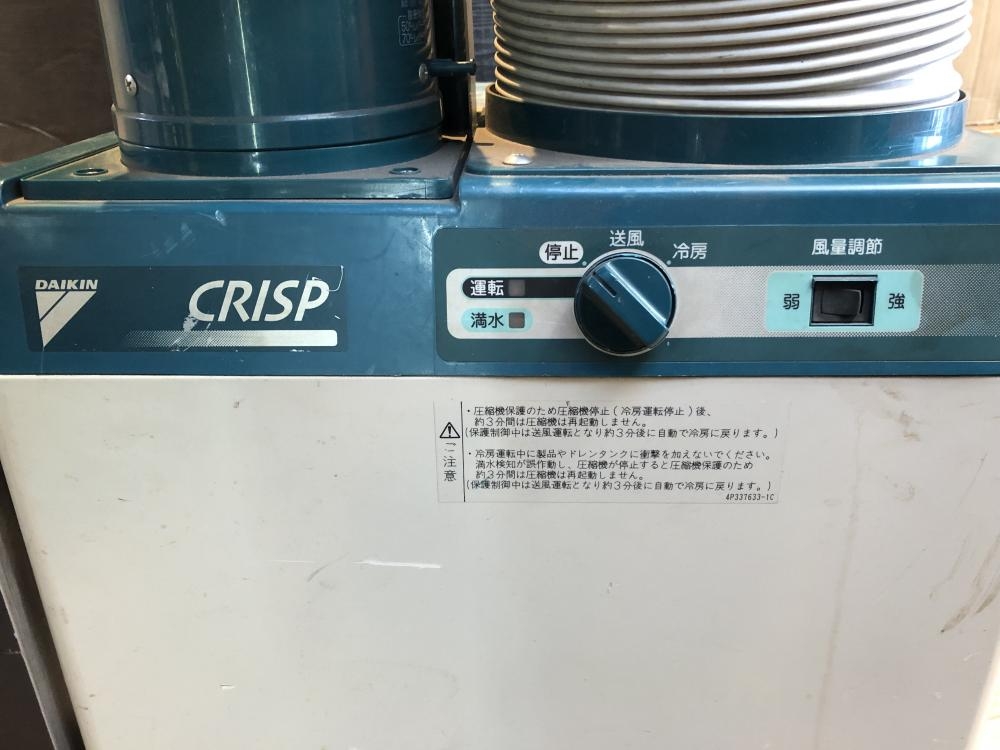 DAIKIN
CRISP
停止
送風
冷房
運転
満水
風量調節
弱
強
ご注意
・圧縮機保護のため圧縮機停止(冷房運転停止)後、
約3分間は圧縮機は再起動しません。
(保護制御中は送風運転となり約3分後に自動で冷房に戻ります。)
・冷房運転中に製品やドレンタンクに衝撃を加えないでください。
満水検知が誤作動し、圧縮機が停止すると圧縮機保護のため
約3分間は圧縮機は再起動しません。
(保護制御中は送風運転となり約3分後に自動で冷房に戻ります。)
4P337633-1C